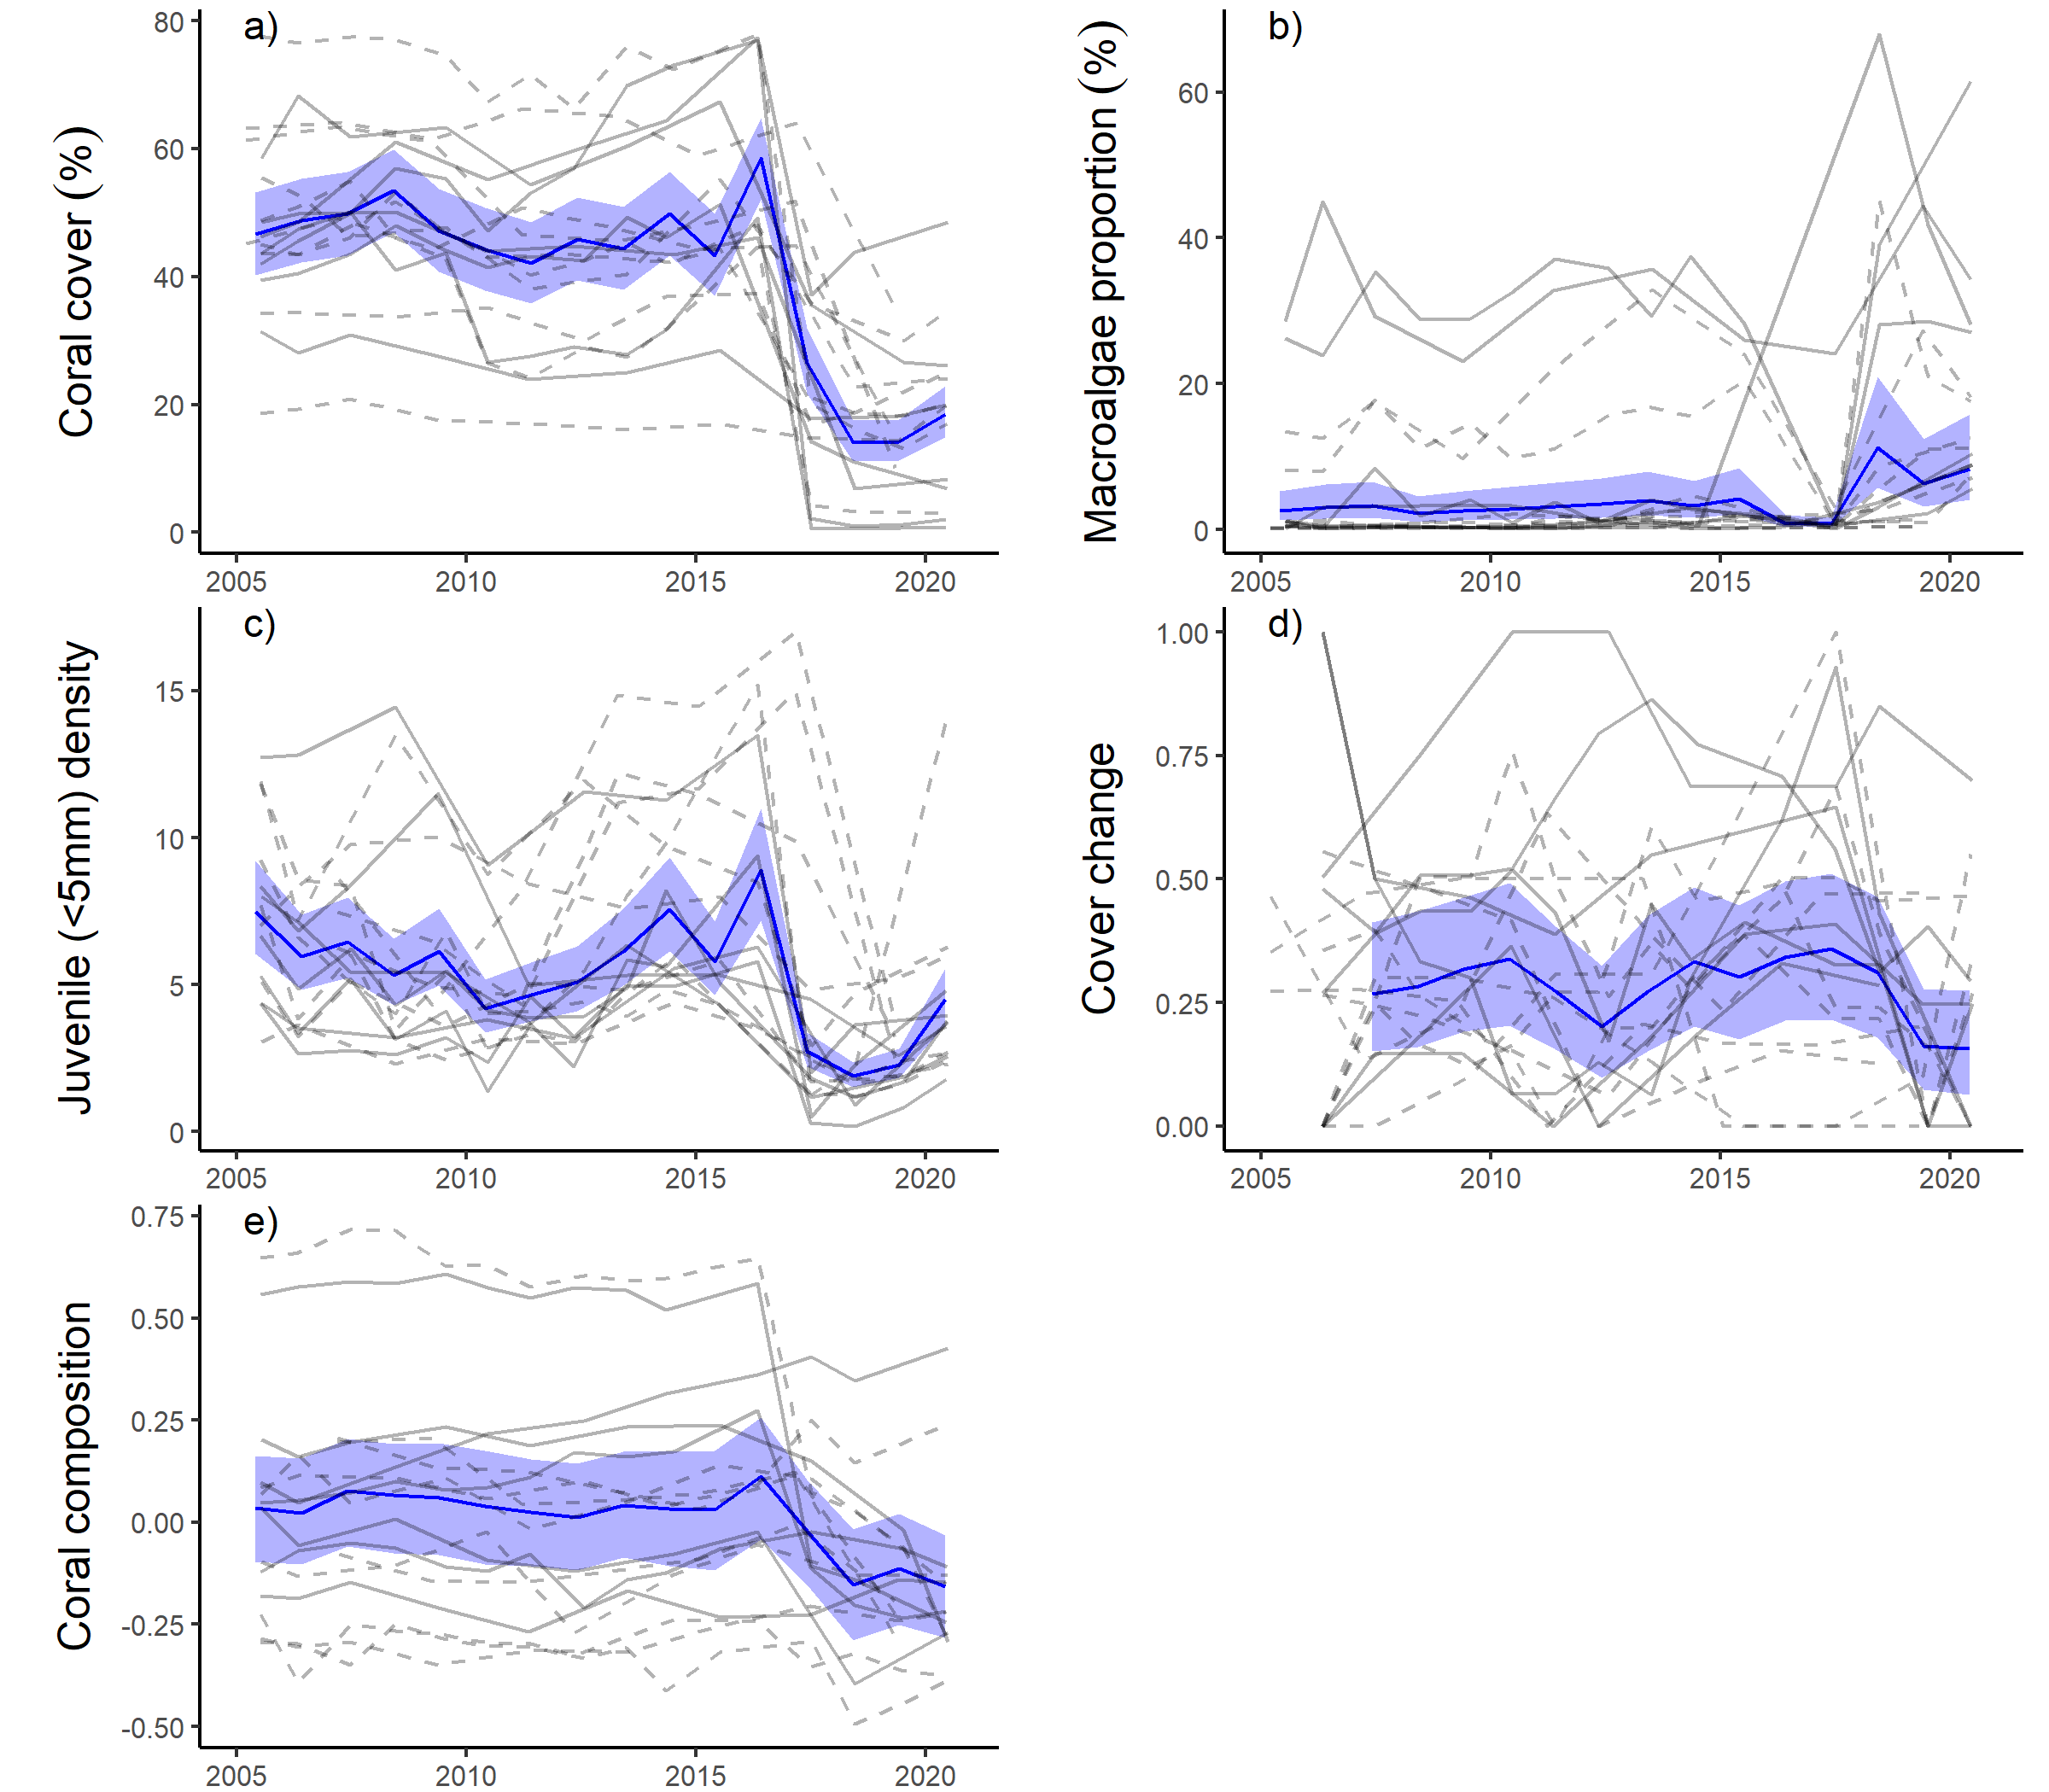 a)
Coral cover (%)
80
60
40
20
0
2005 2010 2015 2020
b)
Macroalgae proportion (%)
60
40
20
0
2005 2010 2015 2020
c)
Juvenile (<5mm) density
15
10
5
0
2005 2010 2015 2020
d)
Cover change
1.00
0.75
0.50
0.25
0.00
2005 2010 2015 2020
e)
Coral composition
0.75
0.50
0.25
0.00
-0.25
-0.50
2005 2010 2015 2020